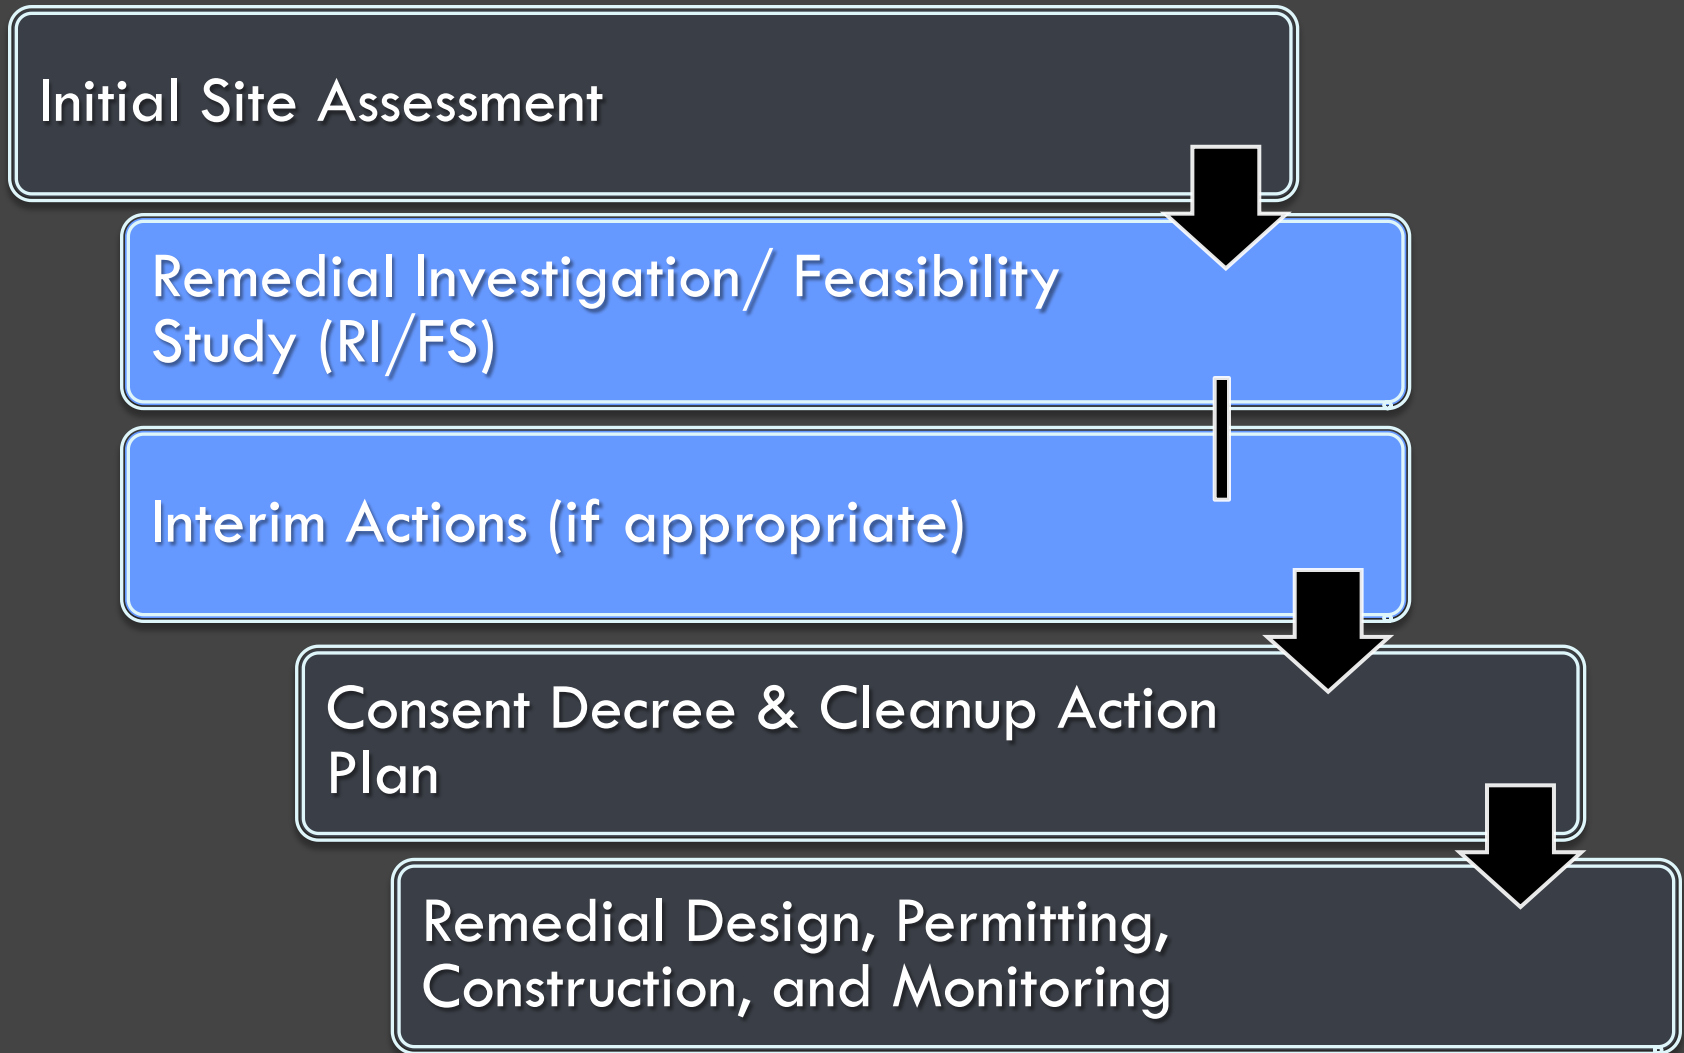 Initial Site Assessment
Remedial Investigation/ Feasibility
Study (RI/FS)
Interim Actions (if appropriate)
Consent Decree & Cleanup Action
Plan
Remedial Design, Permitting,
Construction, and Monitoring